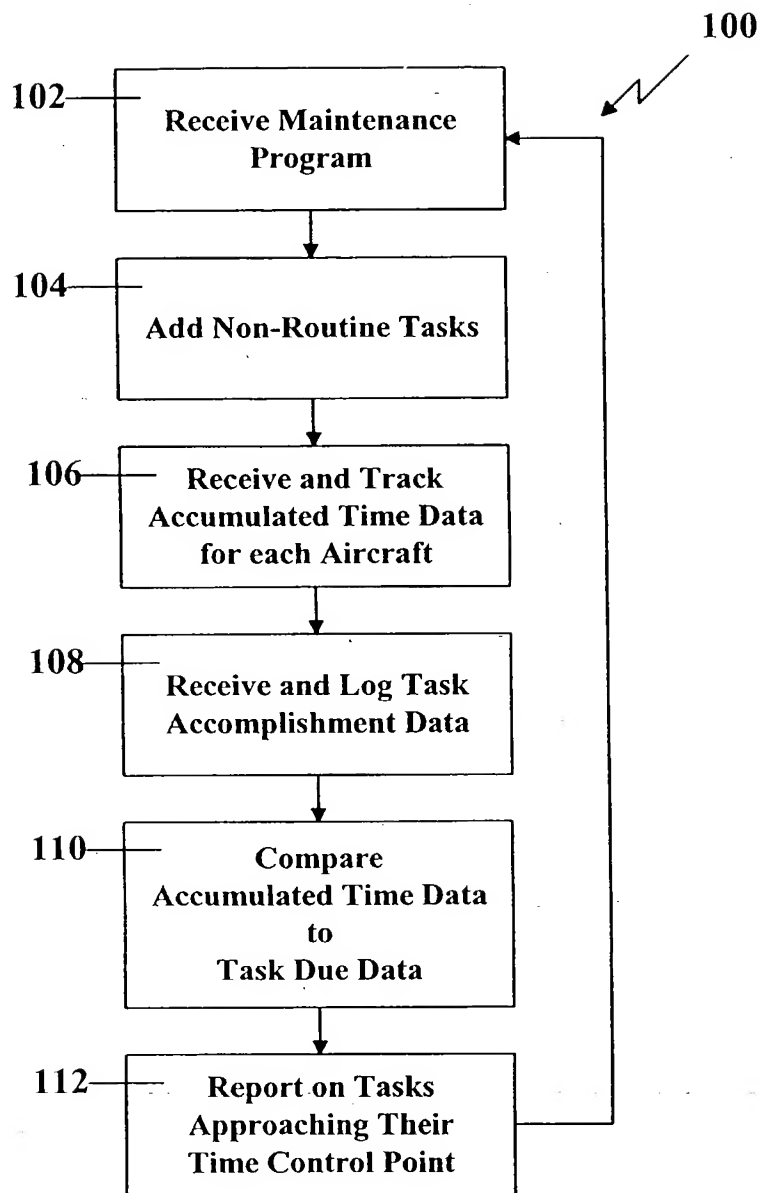 100
102
Receive Maintenance
Program
104
Add Non-Routine Tasks
106
Receive and Track
Accumulated Time Data
for each Aircraft
108
Receive and Log Task
Accomplishment Data
110
Compare
Accumulated Time Data
to
Task Due Data
112
Report on Tasks
Approaching Their
Time Control Point